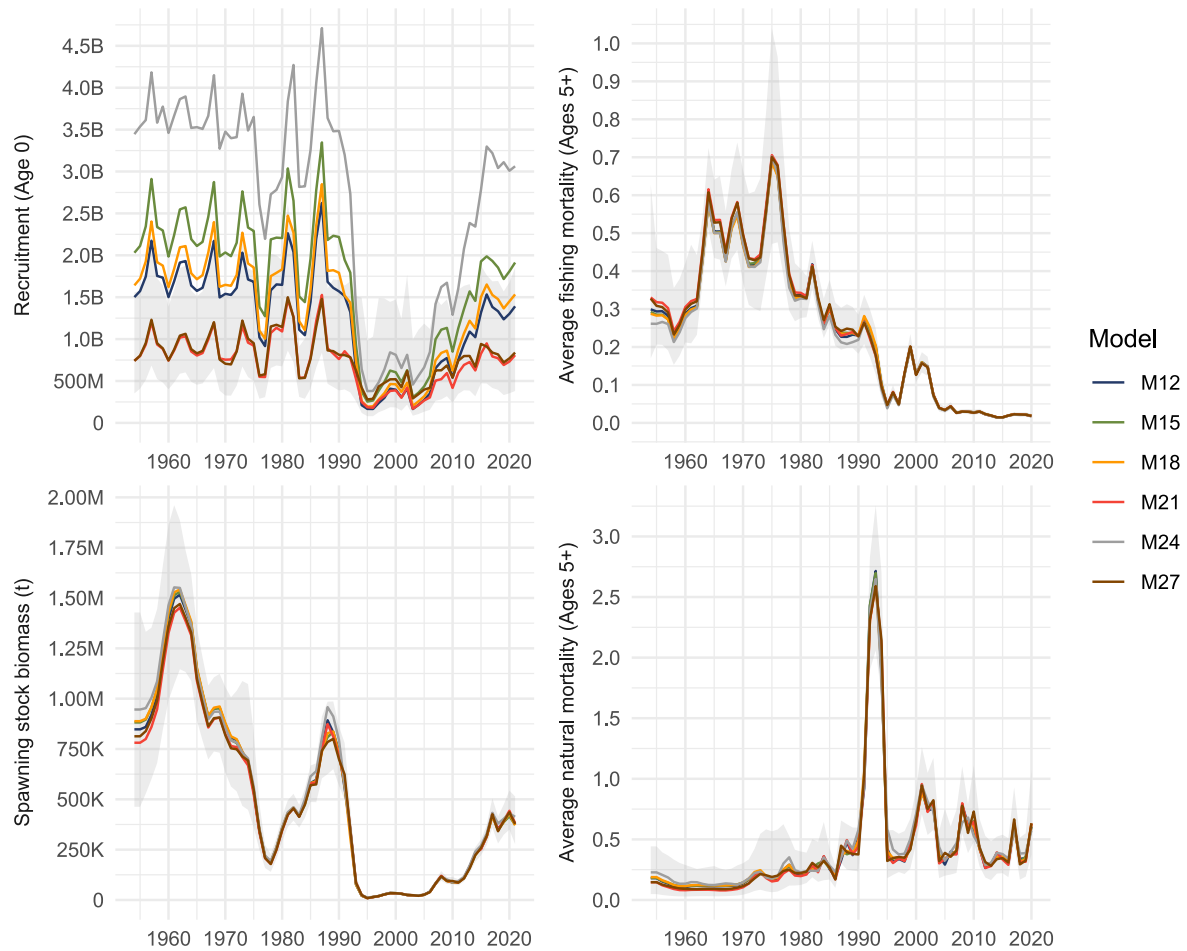 Recruitment (Age 0)
4.5B
4.0B
3.5B
3.0B
2.5B
2.0B
1.5B
1.0B
500M
0
1960 1970 1980 1990 2000 2010 2020
Average fishing mortality (Ages 5+)
1.0
0.9
0.8
0.7
0.6
0.5
0.4
0.3
0.2
0.1
0.0
1960 1970 1980 1990 2000 2010 2020
Spawning stock biomass (t)
2.00M
1.75M
1.50M
1.25M
1.00M
750K
500K
250K
0
1960 1970 1980 1990 2000 2010 2020
Average natural mortality (Ages 5+)
3.0
2.5
2.0
1.5
1.0
0.5
0.0
1960 1970 1980 1990 2000 2010 2020
Model
M12
M15
M18
M21
M24
M27